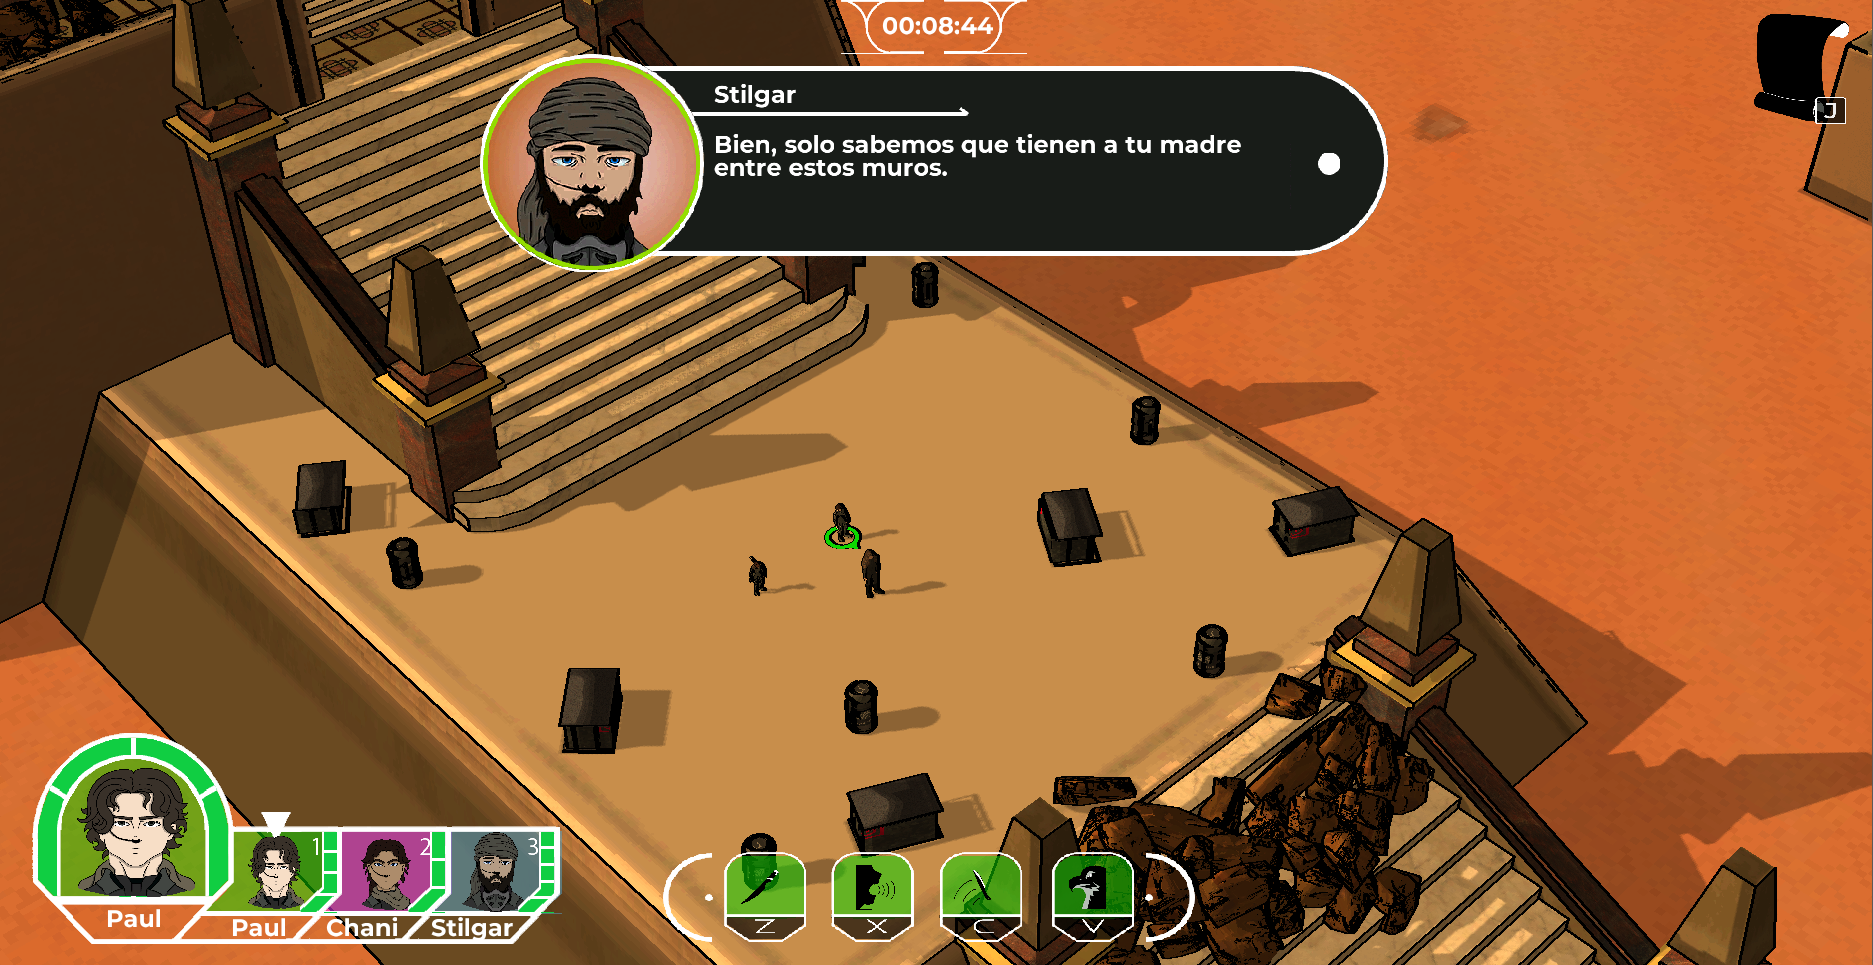 00:08:44
Stilgar
Bien, solo sabemos que tienen a tu madre
entre estos muros.
J
1
2
3
Paul
Paul
Chani
Stilgar
Z
X
C
V